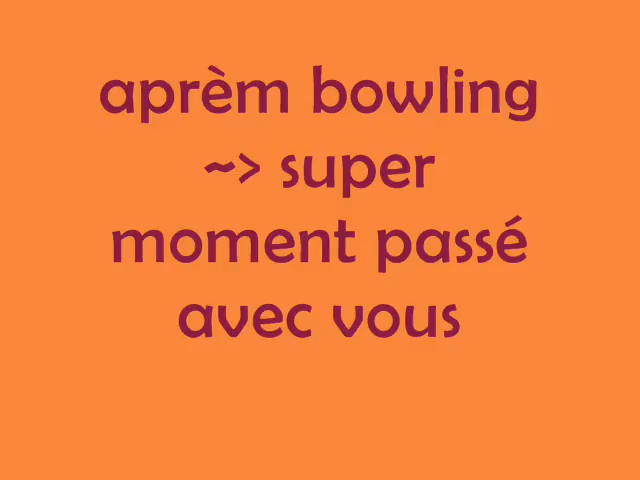 aprèm bowling
~> super
moment passé
avec vous